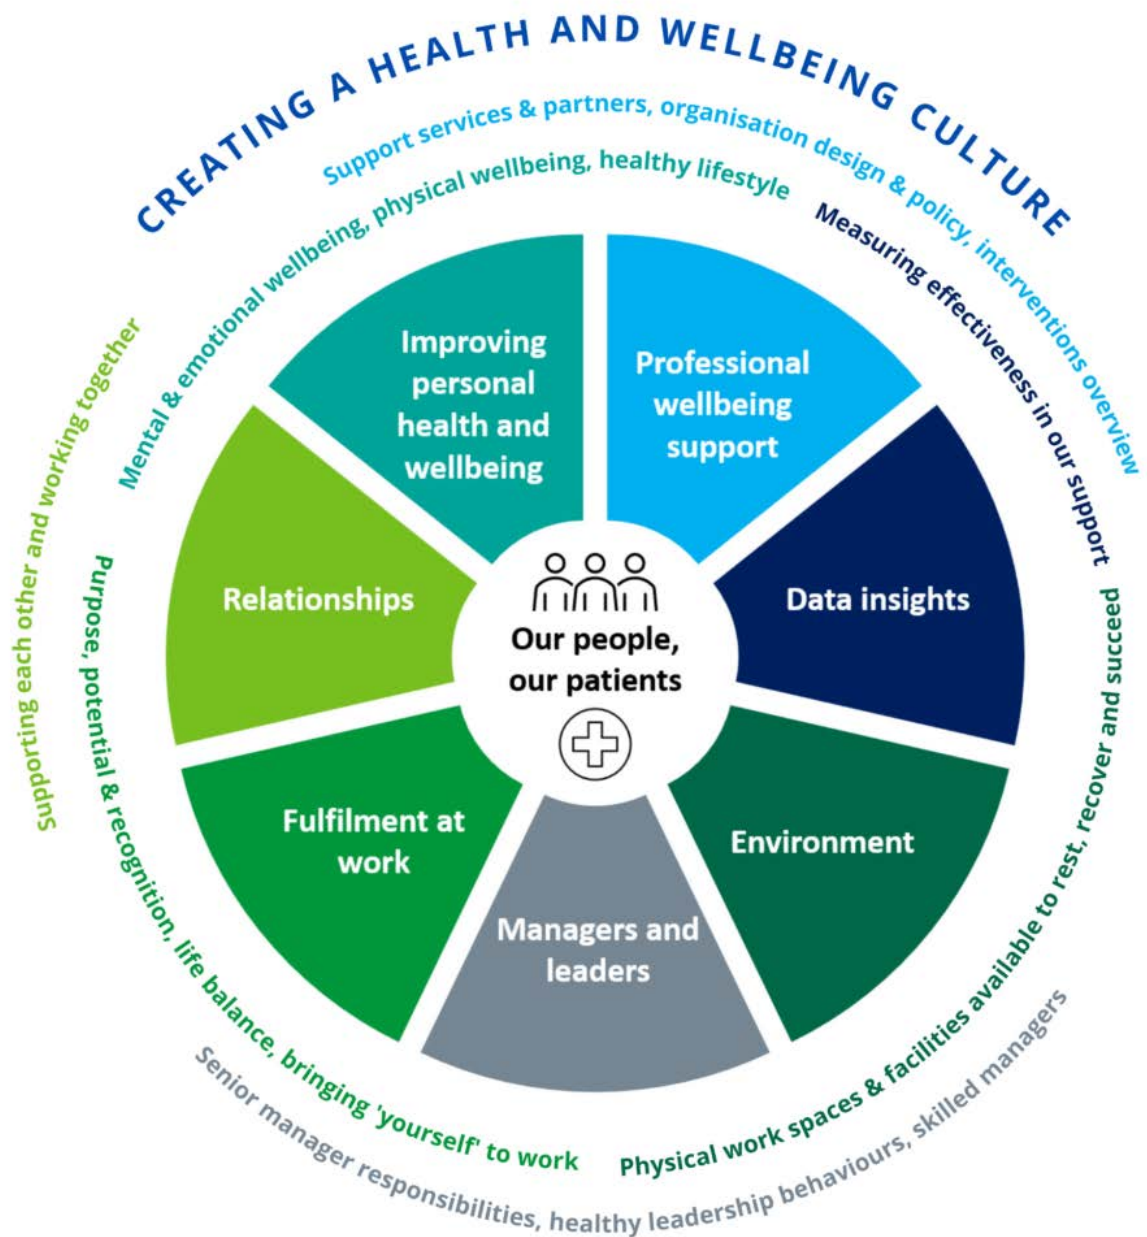 CREATING A HEALTH AND WELLBEING CULTURE
Support services & partners, organisation design & policy, interventions overview
Mental & emotional wellbeing, physical wellbeing, healthy lifestyle
Measuring effectiveness in our support
Supporting each other and working together
Improving
personal
health and
wellbeing
Professional
wellbeing
support
Relationships
Data insights
Our people,
our patients
Purpose, potential & recognition, life balance, bringing 'yourself' to work
Physical work spaces & facilities available to rest, recover and succeed
Fulfilment at
work
Environment
Managers and
leaders
Senior manager responsibilities, healthy leadership behaviours, skilled managers